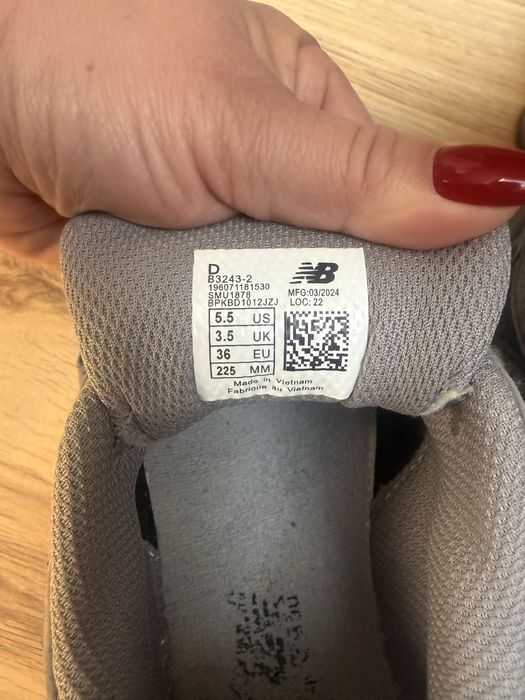 D
B3243-2
196071181530
SMU1878
BPKBD1012JZJ
NB
MFG:03/2024
LOC: 22
5.5 US
3.5 UK
36 EU
225 MM
Made in Vietnam
Fabriqué au Vietnam